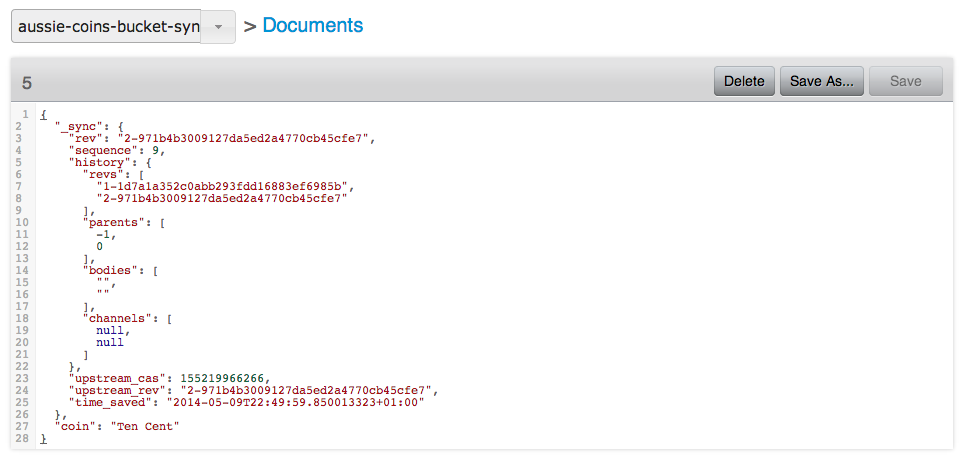 aussie-coins-bucket-syn > Documents
5 Delete Save As... Save
1 {
2 "_sync": {
3 "rev": "2-971b4b3009127da5ed2a4770cb45cfe7",
4 "sequence": 9,
5 "history": {
6 "revs": [
7 "1-1d7a1a352c0abb293fdd16883ef6985b",
8 "2-971b4b3009127da5ed2a4770cb45cfe7"
9 ],
10 "parents": [
11 -1,
12 0
13 ],
14 "bodies": [
15 "",
16 ""
17 ],
18 "channels": [
19 null,
20 null
21 ]
22 },
23 "upstream_cas": 155219966266,
24 "upstream_rev": "2-971b4b3009127da5ed2a4770cb45cfe7",
25 "time_saved": "2014-05-09T22:49:59.850013323+01:00"
26 },
27 "coin": "Ten Cent"
28 }